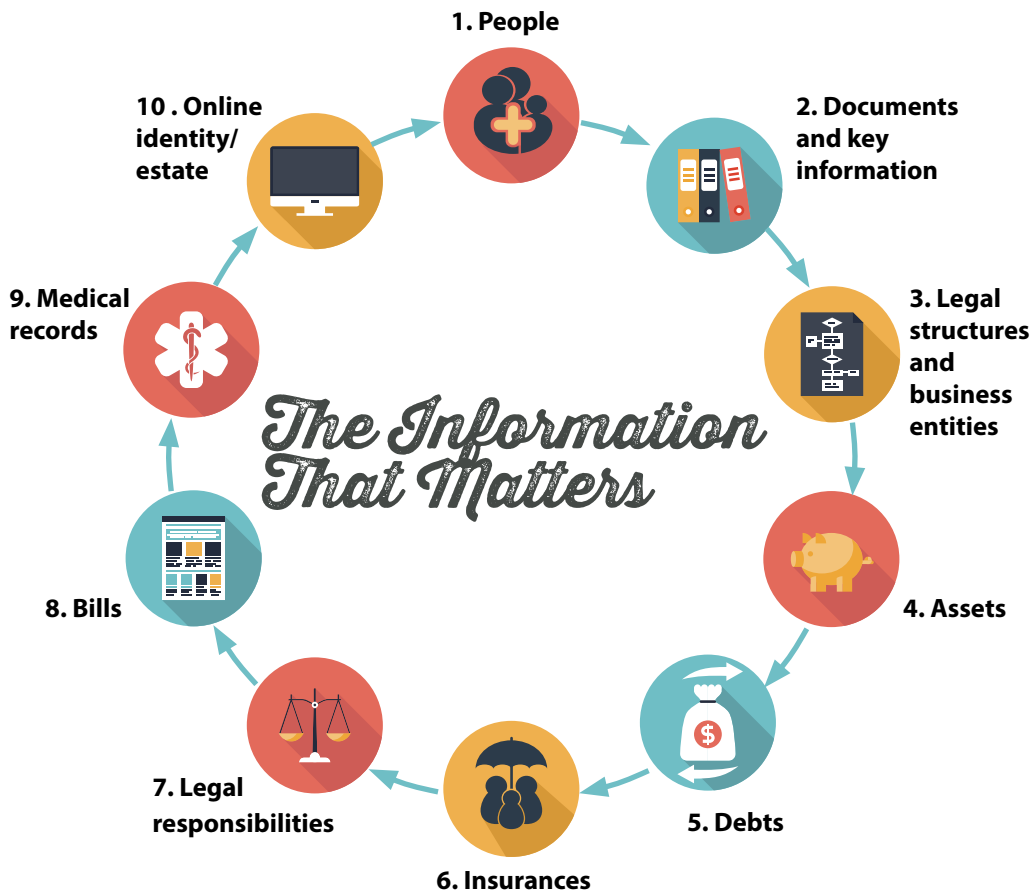 1. People
2. Documents
and key
information
3. Legal
structures
and
business
entities
4. Assets
$
5. Debts
6. Insurances
7. Legal
responsibilities
8. Bills
9. Medical
records
10 . Online
identity/
estate
The Information
That Matters